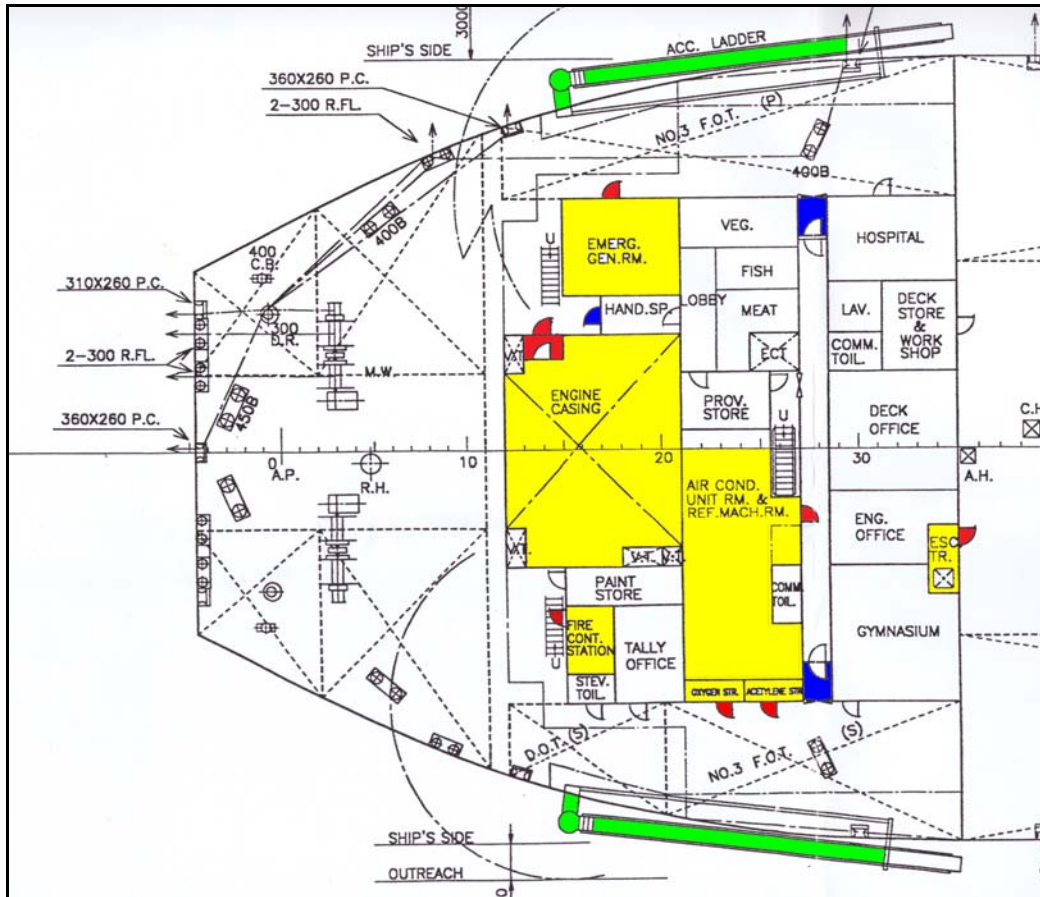 3000
SHIP'S SIDE
ACC. LADDER
360X260 P.C.
2-300 R.FL.
NO.3 F.O.T. (P)
400B
400B
U
EMERG.
GEN.RM.
VEG.
HOSPITAL
400
C.B.
FISH
310X260 P.C.
HAND.SP.
LOBBY
MEAT
LAV.
DECK
STORE
&
WORK
SHOP
300
D.R.
2-300 R.FL.
COMM.
TOIL.
V.T.
ECT
M.W.
ENGINE
CASING
PROV.
STORE
450B
360X260 P.C.
DECK
OFFICE
U
C.H
0
10
20
30
A.P.
R.H.
A.H.
AIR COND.
UNIT RM. &
REF.MACH.RM.
ENG.
OFFICE
ESC
TR.
V.T.
V.T.
V.T.
PAINT
STORE
COMM.
TOIL.
FIRE
CONT.
STATION
TALLY
OFFICE
GYMNASIUM
U
STEV.
TOIL.
OXYGEN STR.
ACETYLENE STR
D.O.T. (S)
NO.3 F.O.T. (S)
SHIP'S SIDE
OUTREACH
0